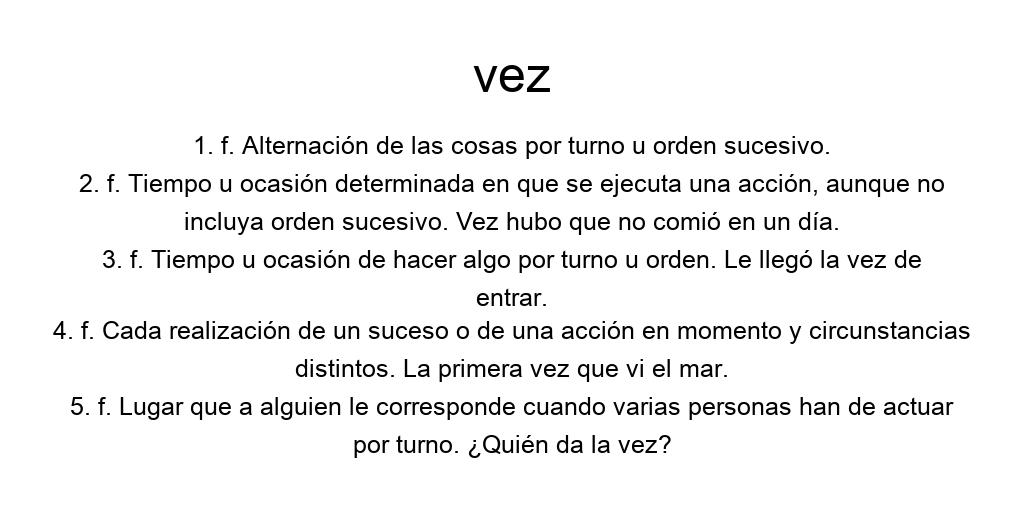 vez
1. f. Alternación de las cosas por turno u orden sucesivo.
2. f. Tiempo u ocasión determinada en que se ejecuta una acción, aunque no
incluya orden sucesivo. Vez hubo que no comió en un día.
3. f. Tiempo u ocasión de hacer algo por turno u orden. Le llegó la vez de
entrar.
4. f. Cada realización de un suceso o de una acción en momento y circunstancias
distintos. La primera vez que vi el mar.
5. f. Lugar que a alguien le corresponde cuando varias personas han de actuar
por turno. ¿Quién da la vez?